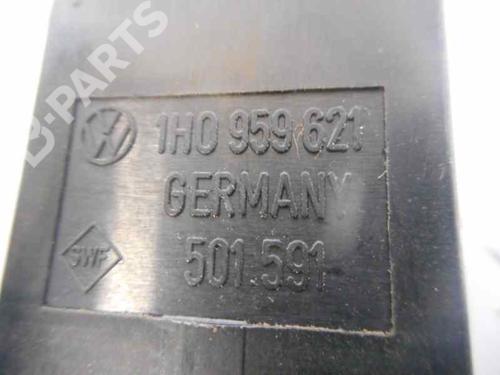 B-PARTS
1H0 959 621
GERMANY
SWF 501.591